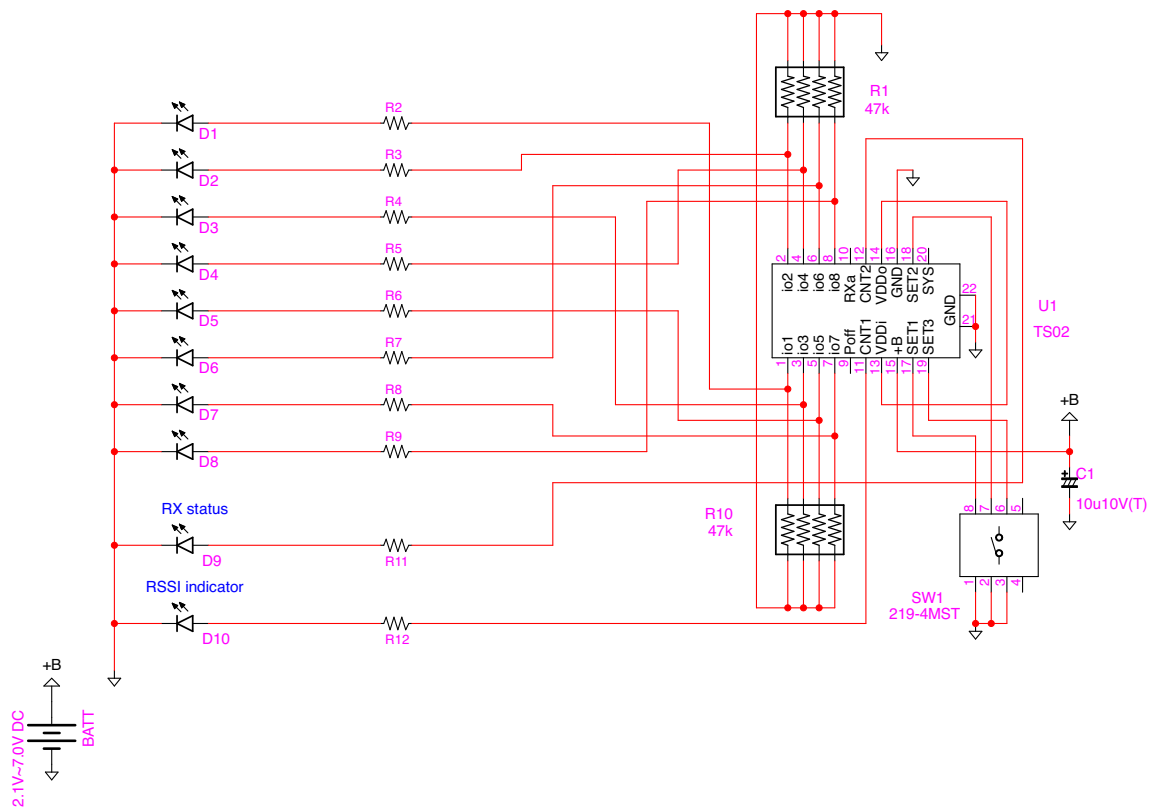 R1
47k
R2
D1
R3
D2
R4
D3
R5
D4
R6
D5
R7
D6
R8
D7
R9
D8
RX status
D9
R11
RSSI indicator
D10
R12
2 4 6 8 10 12 14 16 18 20
io2 io4 io6 io8 RXa CNT2 VDDo GND SET2 SYS
22
GND
21
io1 io3 io5 io7 Poff CNT1 VDDi +B SET1 SET3
1 3 5 7 9 11 13 15 17 19
U1
TS02
+B
C1
10u10V(T)
R10
47k
8 7 6 5
1 2 3 4
SW1
219-4MST
+B
BATT
2.1V~7.0V DC